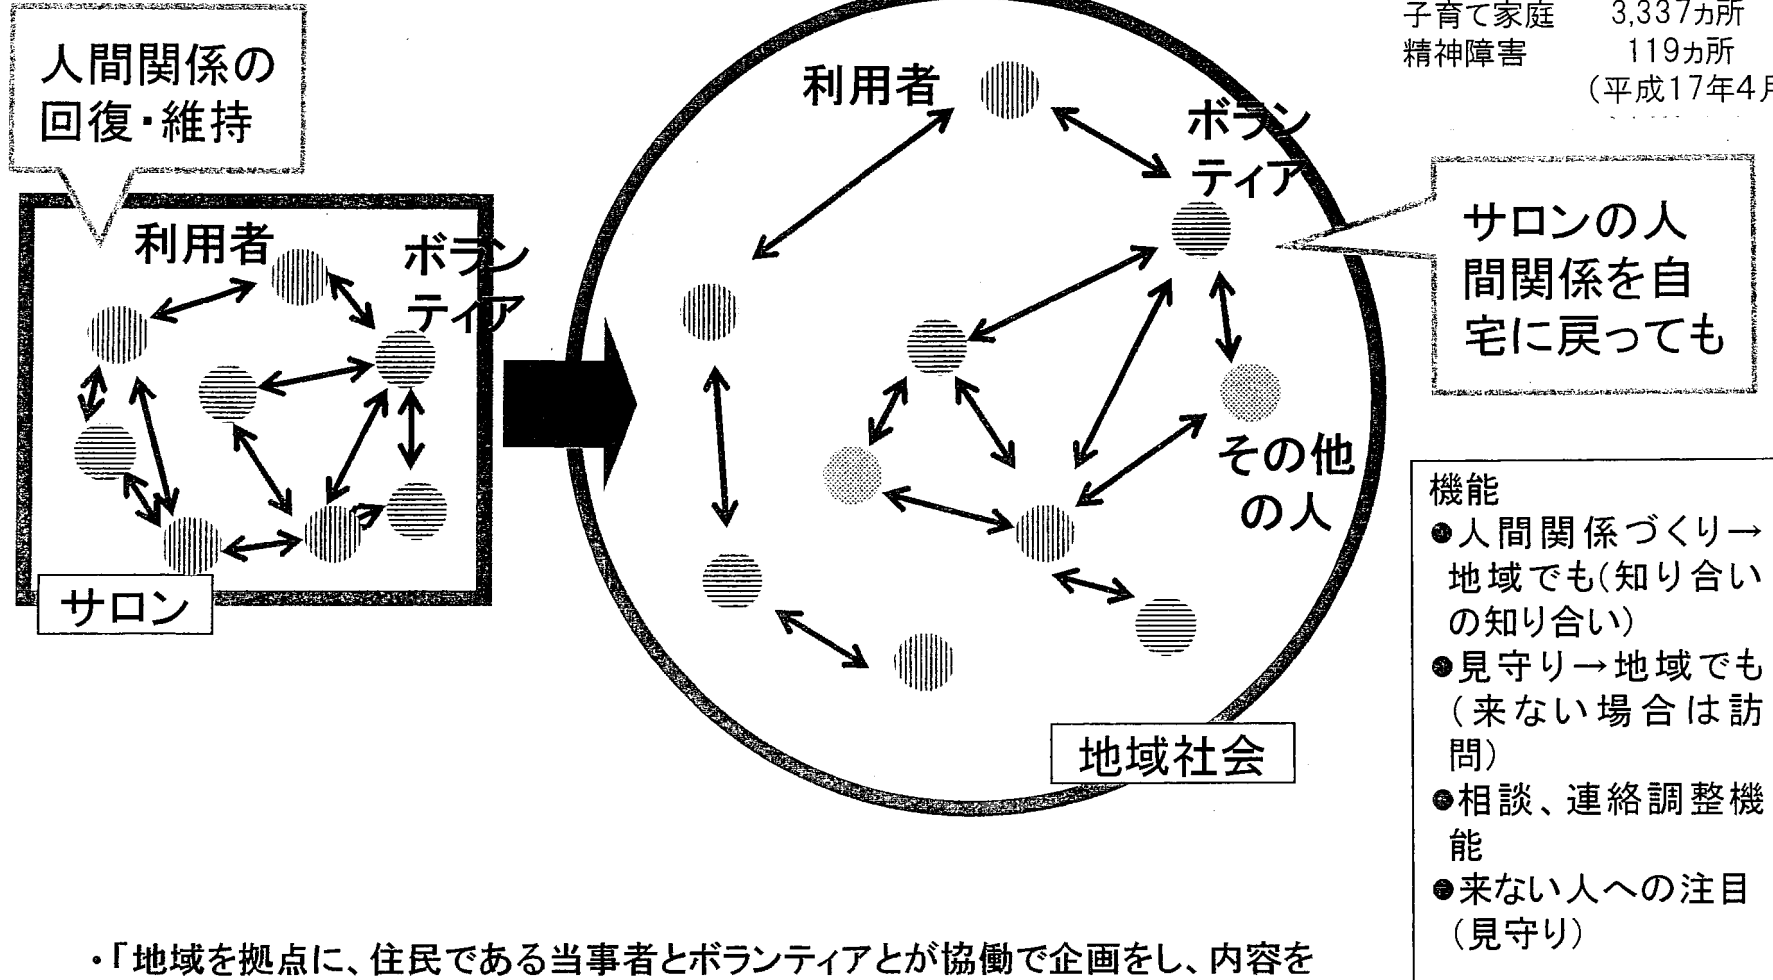 人間関係の
回復・維持
利用者
ボラン
ティア
サロン
利用者
ボラン
ティア
その他
の人
地域社会
子育て家庭 3,337ヵ所
精神障害 119ヵ所
(平成17年4月
サロンの人
間関係を自
宅に戻っても
機能
●人間関係づくり→
地域でも(知り合い
の知り合い)
●見守り→地域でも
(来ない場合は訪
問)
●相談、連絡調整機
能
●来ない人への注目
(見守り)
・「地域を拠点に、住民である当事者とボランティアとが協働で企画をし、内容を